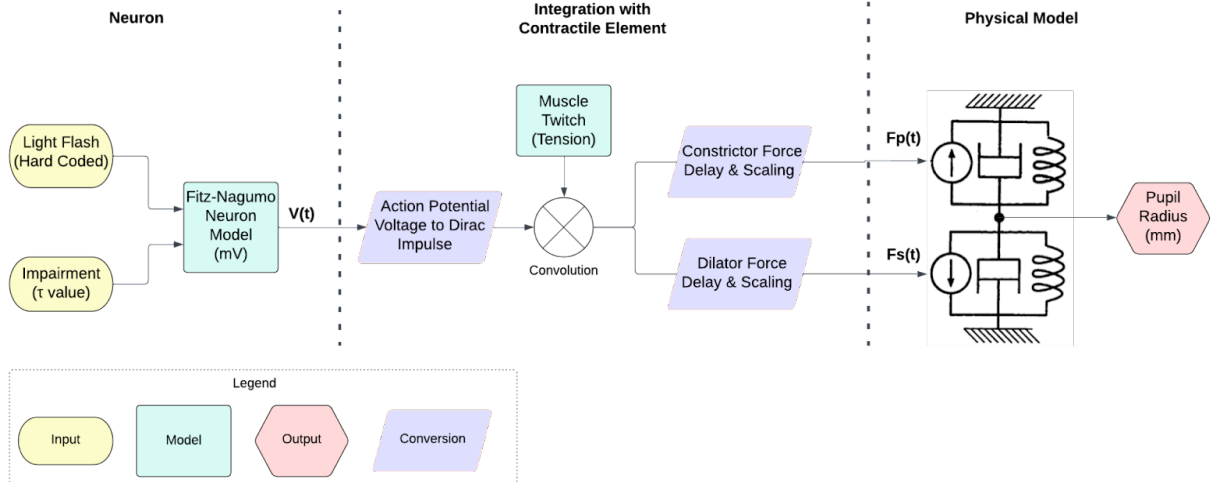 Neuron
Integration with
Contractile Element
Physical Model
Light Flash
(Hard Coded)
Impairment
(τ value)
Fitz-Nagumo
Neuron
Model
(mV)
V(t)
Action Potential
Voltage to Dirac
Impulse
Muscle
Twitch
(Tension)
Convolution
Constrictor Force
Delay & Scaling
Dilator Force
Delay & Scaling
Fp(t)
Fs(t)
Pupil
Radius
(mm)
Legend
Input
Model
Output
Conversion